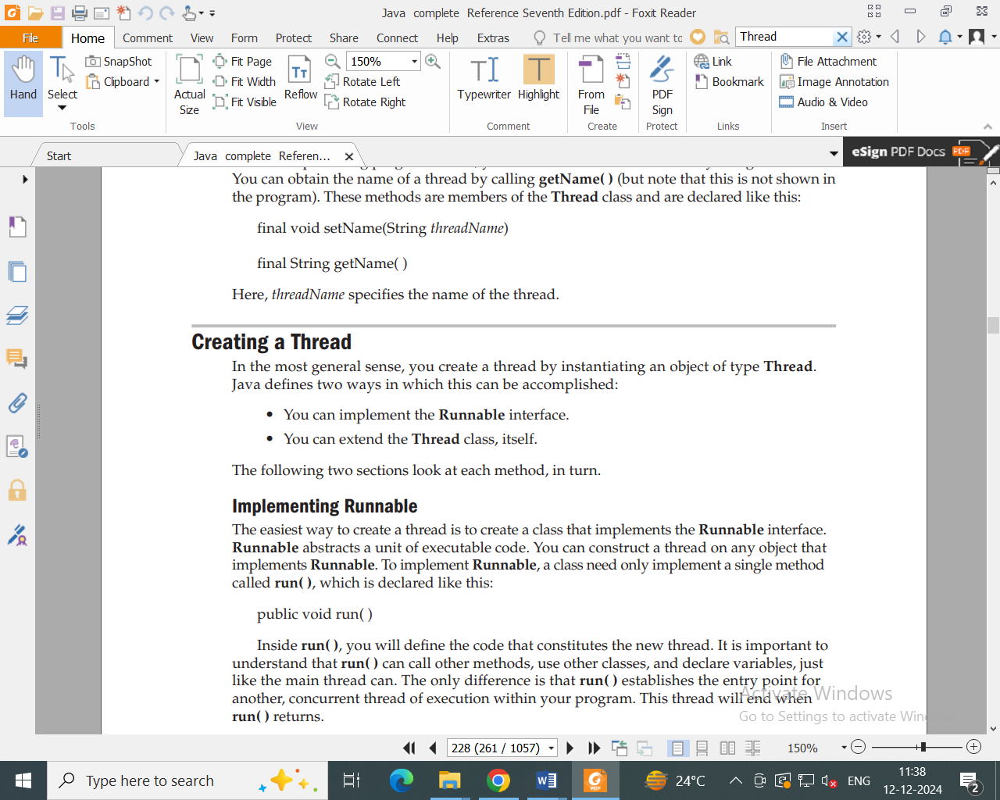 Java complete Reference Seventh Edition.pdf - Foxit Reader
File Home Comment View Form Protect Share Connect Help Extras Tell me what you want to Thread
Hand
Select
SnapShot
Clipboard
Tools
Actual Size
Fit Page
Fit Width
Fit Visible
Reflow
150%
Rotate Left
Rotate Right
View
Typewriter
Highlight
Comment
From File
Create
PDF Sign
Protect
Link
Bookmark
Links
File Attachment
Image Annotation
Audio & Video
Insert
Start
Java complete Referen...
eSign PDF Docs PDF
You can obtain the name of a thread by calling getName( ) (but note that this is not shown in
the program). These methods are members of the Thread class and are declared like this:
final void setName(String threadName)
final String getName( )
Here, threadName specifies the name of the thread.
Creating a Thread
In the most general sense, you create a thread by instantiating an object of type Thread.
Java defines two ways in which this can be accomplished:
• You can implement the Runnable interface.
• You can extend the Thread class, itself.
The following two sections look at each method, in turn.
Implementing Runnable
The easiest way to create a thread is to create a class that implements the Runnable interface.
Runnable abstracts a unit of executable code. You can construct a thread on any object that
implements Runnable. To implement Runnable, a class need only implement a single method
called run( ), which is declared like this:
public void run( )
Inside run( ), you will define the code that constitutes the new thread. It is important to
understand that run( ) can call other methods, use other classes, and declare variables, just
like the main thread can. The only difference is that run( ) establishes the entry point for
another, concurrent thread of execution within your program. This thread will end when
run( ) returns.
Activate Windows
Go to Settings to activate Windows
228 (261 / 1057)
150%
Type here to search
24°C
ENG
11:38
12-12-2024
2